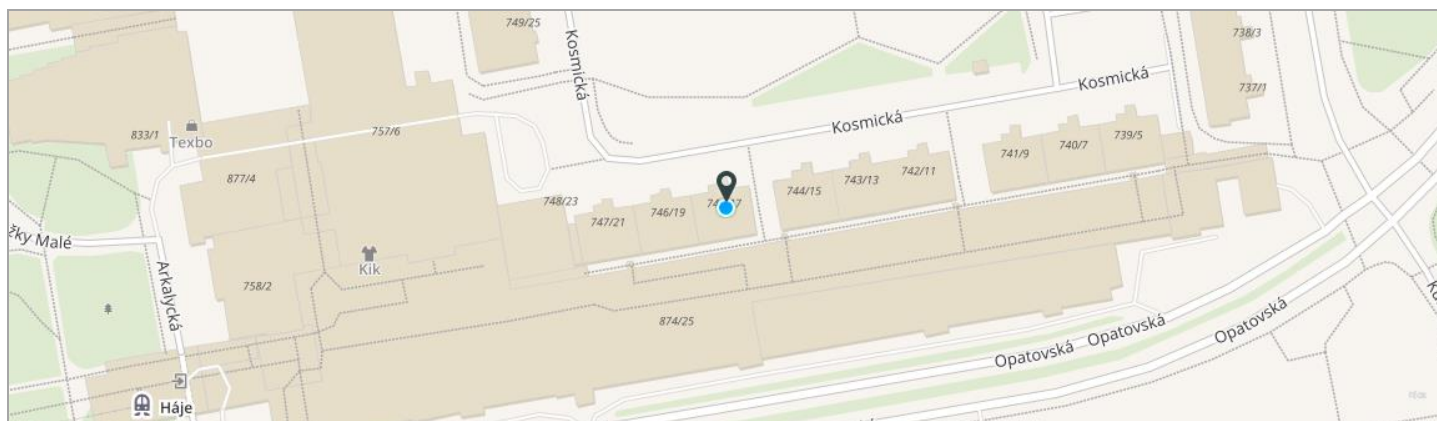 749/25
Kosmická
738/3
737/1
Kosmická
Kosmická
833/1
Texbo
757/6
741/9
740/7
739/5
877/4
744/15
743/13
742/11
748/23
747/21
746/19
žky Malé
Arkalycká
Kik
758/2
874/25
Opatovská
Opatovská
Opatovská
Háje